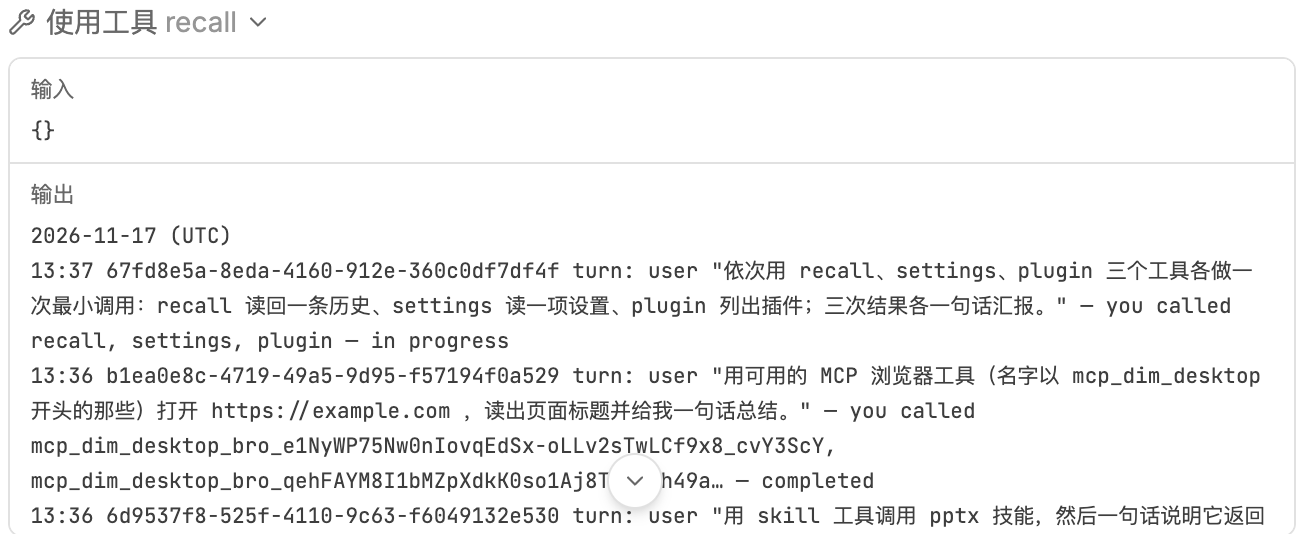 使用工具 recall
输入
{}
输出
2026-11-17 (UTC)
13:37 67fd8e5a-8eda-4160-912e-360c0df7df4f turn: user "依次用 recall、settings、plugin 三个工具各做一
次最小调用：recall 读回一条历史、settings 读一项设置、plugin 列出插件；三次结果各一句话汇报。" — you called
recall, settings, plugin — in progress
13:36 b1ea0e8c-4719-49a5-9d95-f57194f0a529 turn: user "用可用的 MCP 浏览器工具（名字以 mcp_dim_desktop
开头的那些）打开 https://example.com ，读出页面标题并给我一句话总结。" — you called
mcp_dim_desktop_bro_e1NyWP75Nw0nIovqEdSx-oLLv2sTwLCf9x8_cvY3ScY,
mcp_dim_desktop_bro_qehFAYM8I1bMZpXdkK0so1Aj8T h49a… — completed
13:36 6d9537f8-525f-4110-9c63-f6049132e530 turn: user "用 skill 工具调用 pptx 技能，然后一句话说明它返回